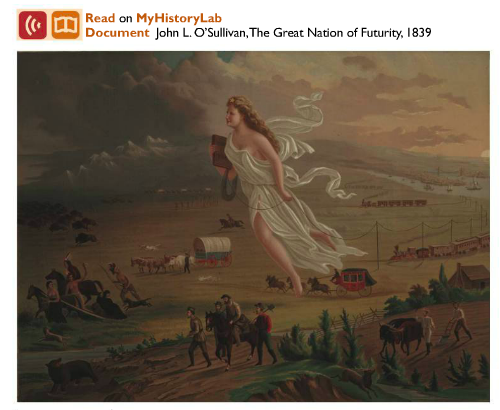 Read on MyHistoryLab
Document John L. O'Sullivan, The Great Nation of Futurity, 1839